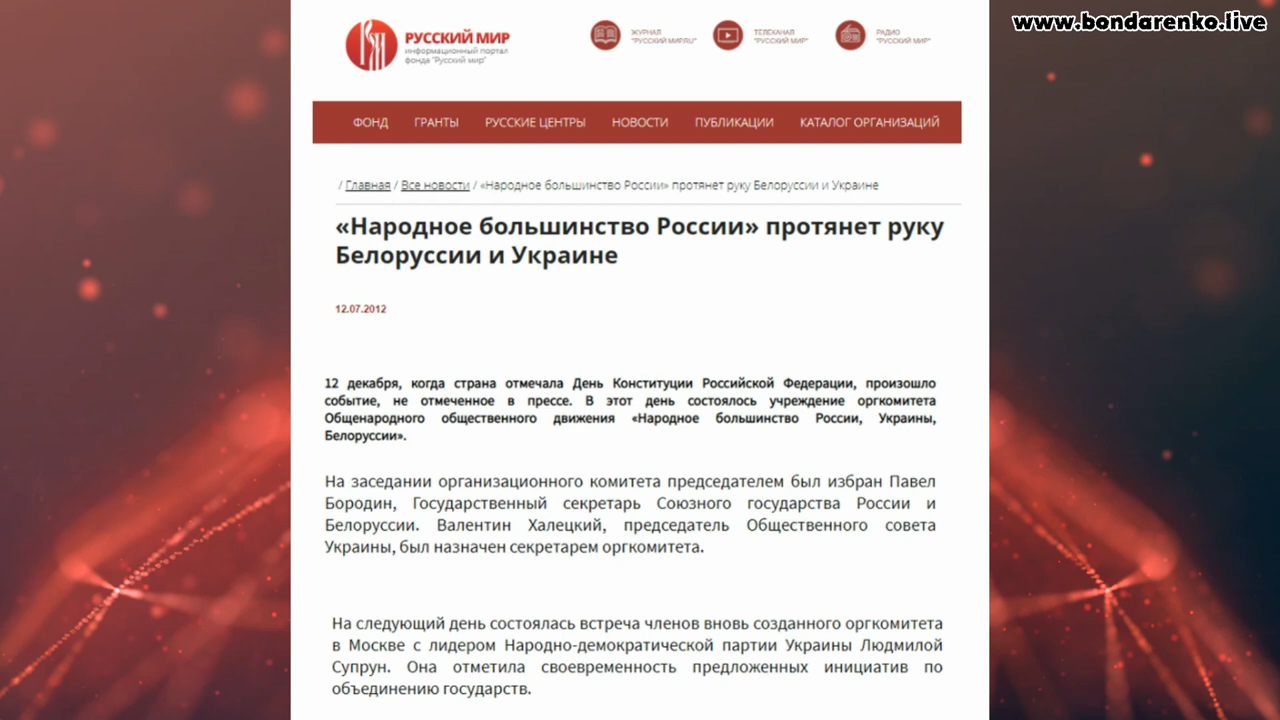 www.bondarenko.live
РУССКИЙ МИР
информационный портал
фонда "Русский мир"
ЖУРНАЛ
"РУССКИЙ МИР.RU"
ТЕЛЕКАНАЛ
"РУССКИЙ МИР"
РАДИО
"РУССКИЙ МИР"
ФОНД ГРАНТЫ РУССКИЕ ЦЕНТРЫ НОВОСТИ ПУБЛИКАЦИИ КАТАЛОГ ОРГАНИЗАЦИЙ
/ Главная / Все новости / «Народное большинство России» протянет руку Белоруссии и Украине
«Народное большинство России» протянет руку
Белоруссии и Украине
12.07.2012
12 декабря, когда страна отмечала День Конституции Российской Федерации, произошло
событие, не отмеченное в прессе. В этот день состоялось учреждение оргкомитета
Общенародного общественного движения «Народное большинство России, Украины,
Белоруссии».
На заседании организационного комитета председателем был избран Павел
Бородин, Государственный секретарь Союзного государства России и
Белоруссии. Валентин Халецкий, председатель Общественного совета
Украины, был назначен секретарем оргкомитета.
На следующий день состоялась встреча членов вновь созданного оргкомитета
в Москве с лидером Народно-демократической партии Украины Людмилой
Супрун. Она отметила своевременность предложенных инициатив по
объединению государств.